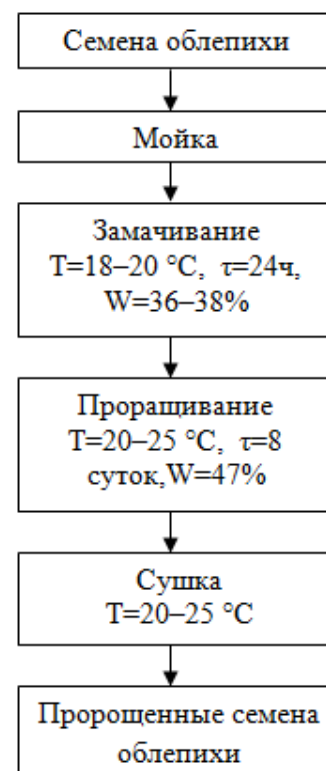 Семена облепихи
Мойка
Замачивание
T=18–20 °C, τ=24ч,
W=36–38%
Проращивание
T=20–25 °C, τ=8
суток,W=47%
Сушка
T=20–25 °C
Пророщенные семена
облепихи